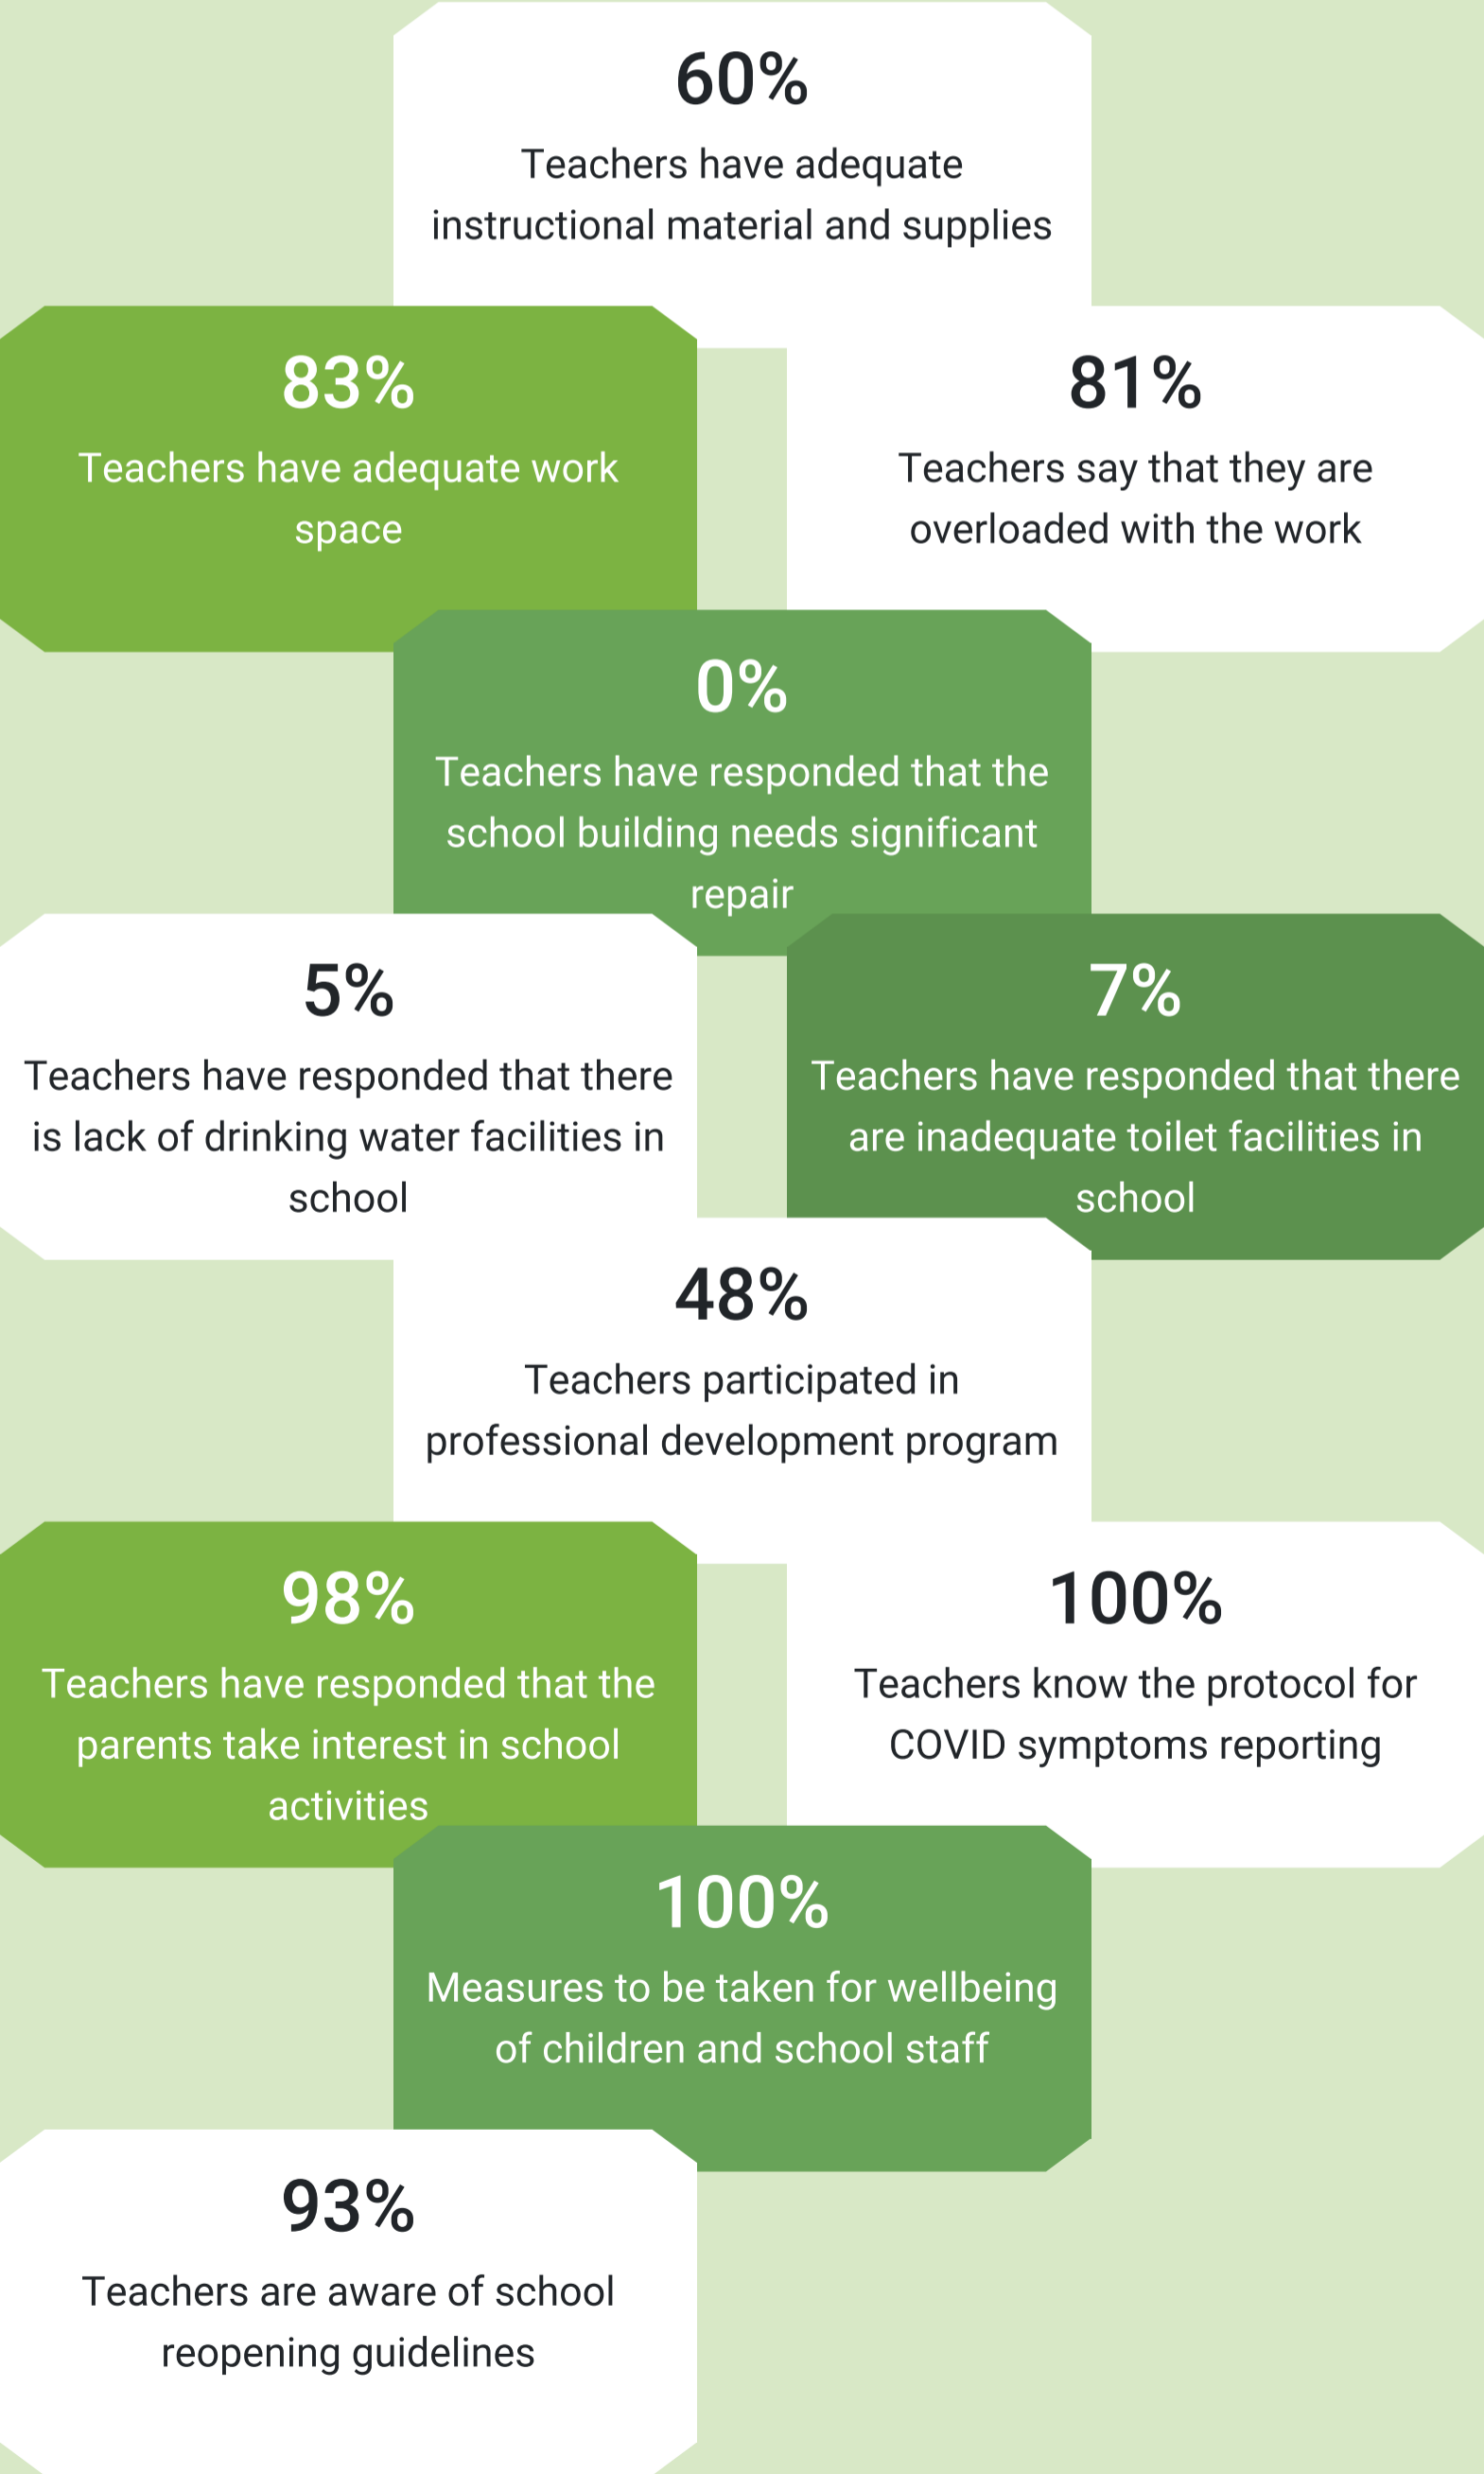 60%
Teachers have adequate
instructional material and supplies
83%
Teachers have adequate work
space
81%
Teachers say that they are
overloaded with the work
0%
Teachers have responded that the
school building needs significant
repair
5%
Teachers have responded that there
is lack of drinking water facilities in
school
7%
Teachers have responded that there
are inadequate toilet facilities in
school
48%
Teachers participated in
professional development program
98%
Teachers have responded that the
parents take interest in school
activities
100%
Teachers know the protocol for
COVID symptoms reporting
100%
Measures to be taken for wellbeing
of children and school staff
93%
Teachers are aware of school
reopening guidelines